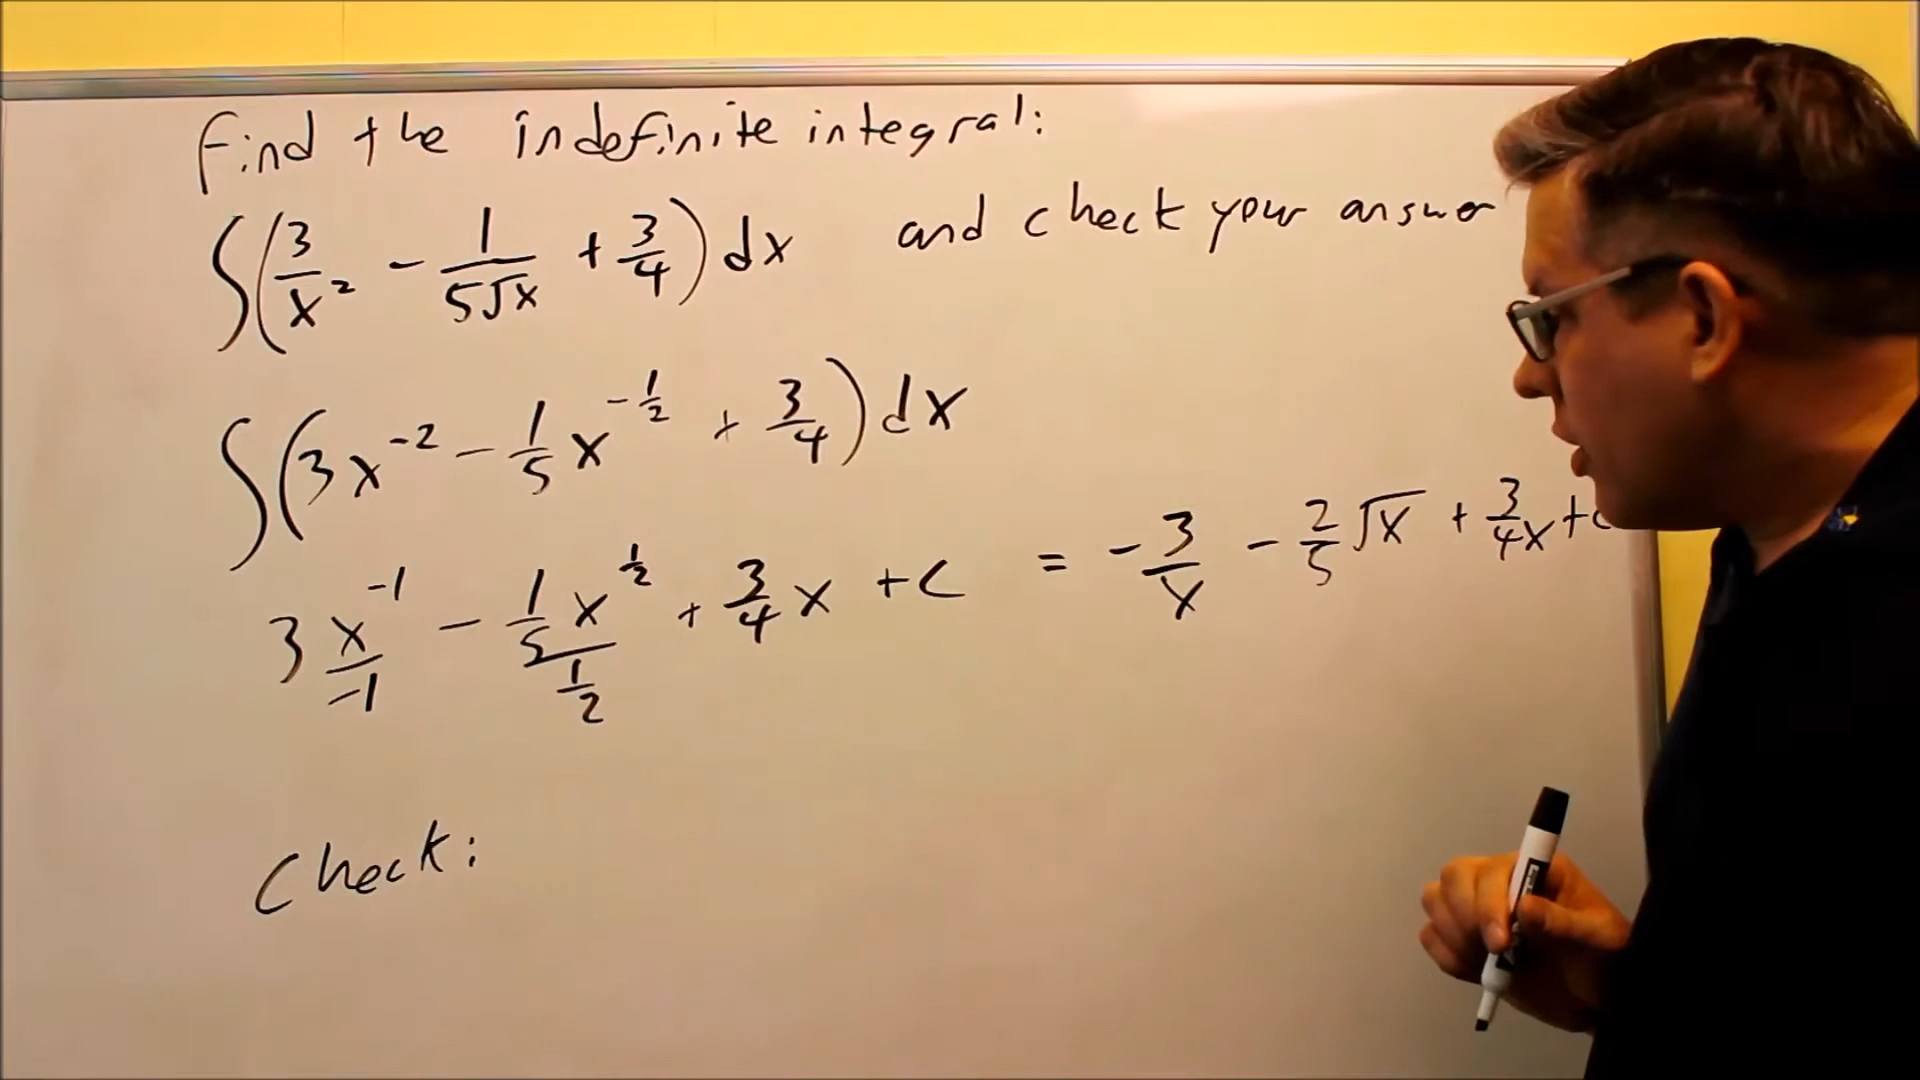 Find the indefinite integral:
∫(3/x² - 1/(5√x) + 3/4)dx and check your answer
∫(3x^(-2) - 1/5 x^(-1/2) + 3/4)dx
3 x^(-1)/(-1) - (1/5 x^(1/2))/(1/2) + 3/4 x + C = -3/x - 2/5 √x + 3/4 x + C
Check: